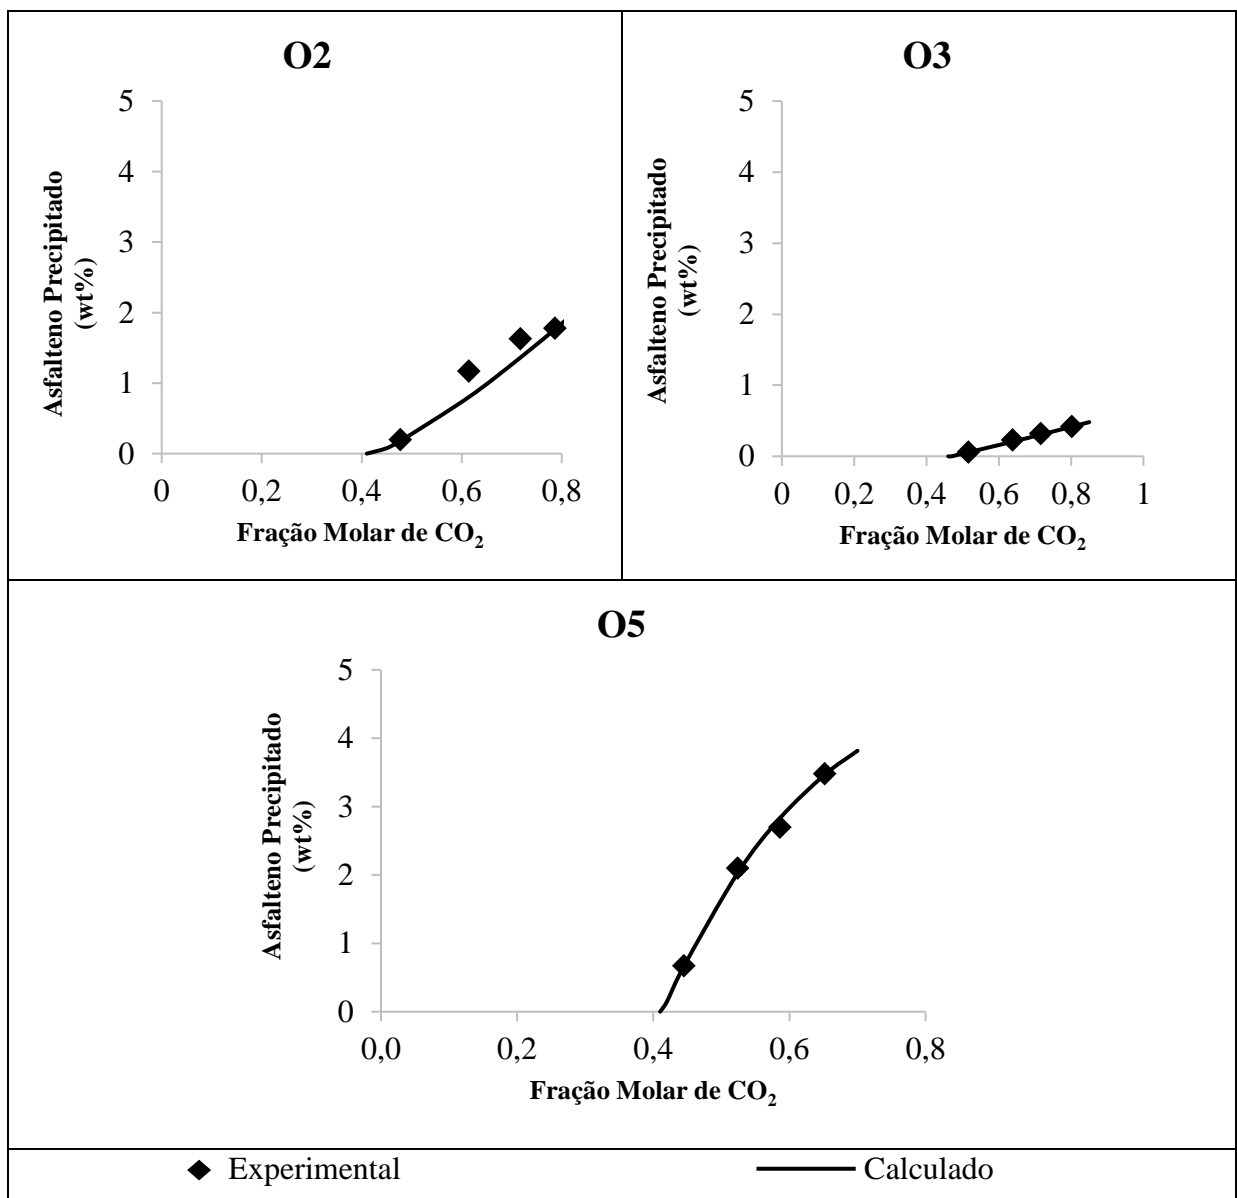 O2
5
4
3
2
1
0
0 0,2 0,4 0,6 0,8
Asfalteno Precipitado
(wt%)
Fração Molar de CO₂
O3
5
4
3
2
1
0
0 0,2 0,4 0,6 0,8 1
Asfalteno Precipitado
(wt%)
Fração Molar de CO₂
O5
5
4
3
2
1
0
0,0 0,2 0,4 0,6 0,8
Asfalteno Precipitado
(wt%)
Fração Molar de CO₂
Experimental
Calculado